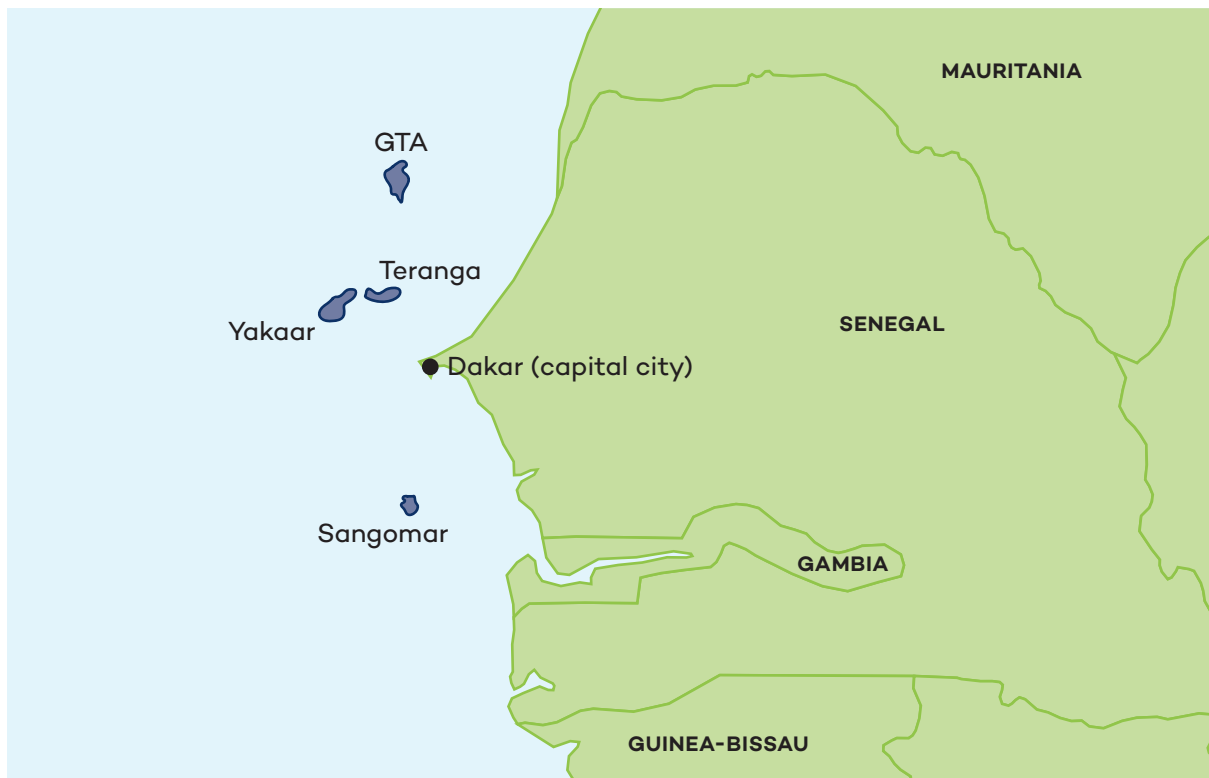 MAURITANIA
GTA
Teranga
Yakaar
SENEGAL
Dakar (capital city)
Sangomar
GAMBIA
GUINEA-BISSAU